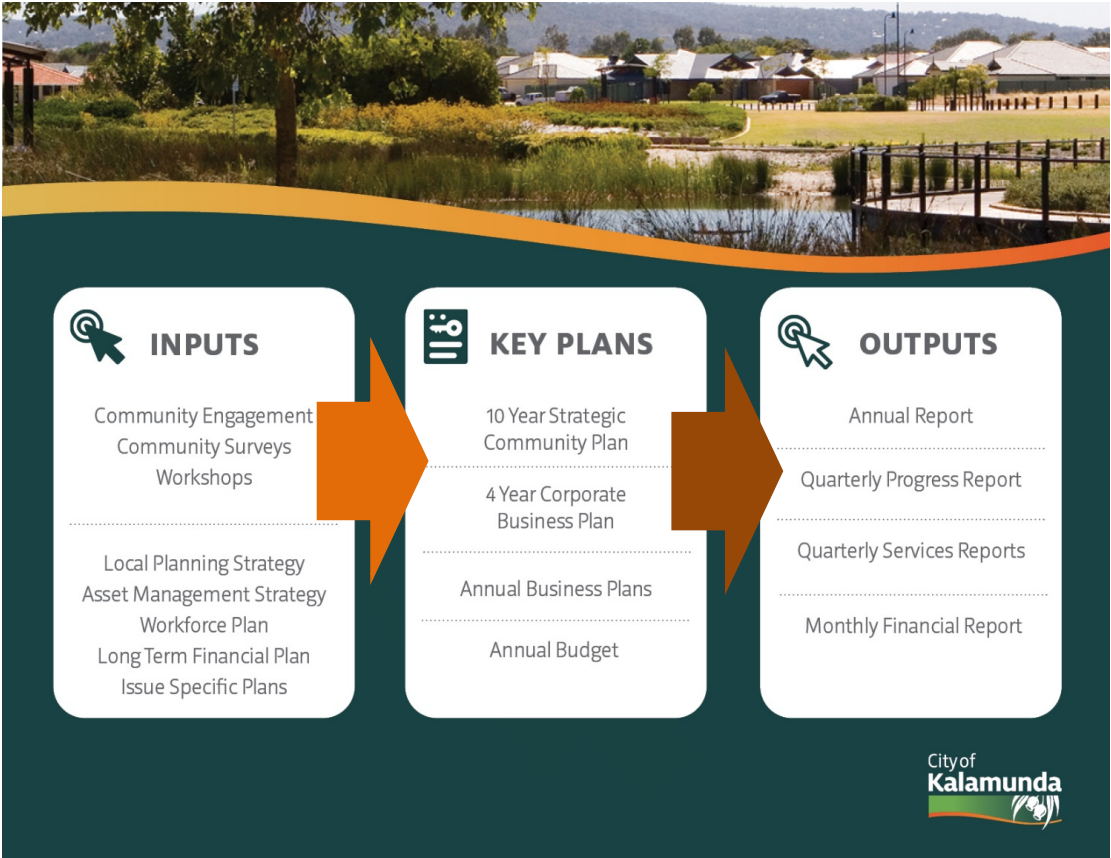 INPUTS
Community Engagement
Community Surveys
Workshops
Local Planning Strategy
Asset Management Strategy
Workforce Plan
Long Term Financial Plan
Issue Specific Plans
KEY PLANS
10 Year Strategic
Community Plan
4 Year Corporate
Business Plan
Annual Business Plans
Annual Budget
OUTPUTS
Annual Report
Quarterly Progress Report
Quarterly Services Reports
Monthly Financial Report
City of
Kalamunda